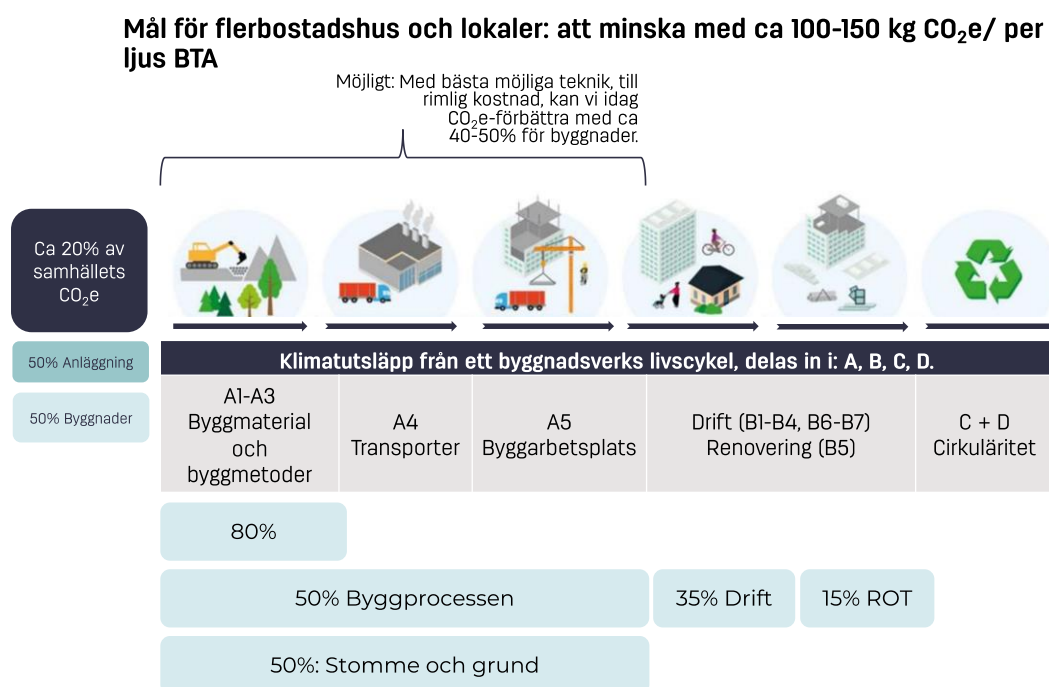 Mål för flerbostadshus och lokaler: att minska med ca 100-150 kg CO₂e/ per
ljus BTA
Möjligt: Med bästa möjliga teknik, till
rimlig kostnad, kan vi idag
CO₂e-förbättra med ca
40-50% för byggnader.
Ca 20% av
samhällets
CO₂e
50% Anläggning
50% Byggnader
Klimatutsläpp från ett byggnadsverks livscykel, delas in i: A, B, C, D.
A1-A3
Byggmaterial
och
byggmetoder
A4
Transporter
A5
Byggarbetsplats
Drift (B1-B4, B6-B7)
Renovering (B5)
C + D
Cirkuläritet
80%
50% Byggprocessen
35% Drift
15% ROT
50%: Stomme och grund